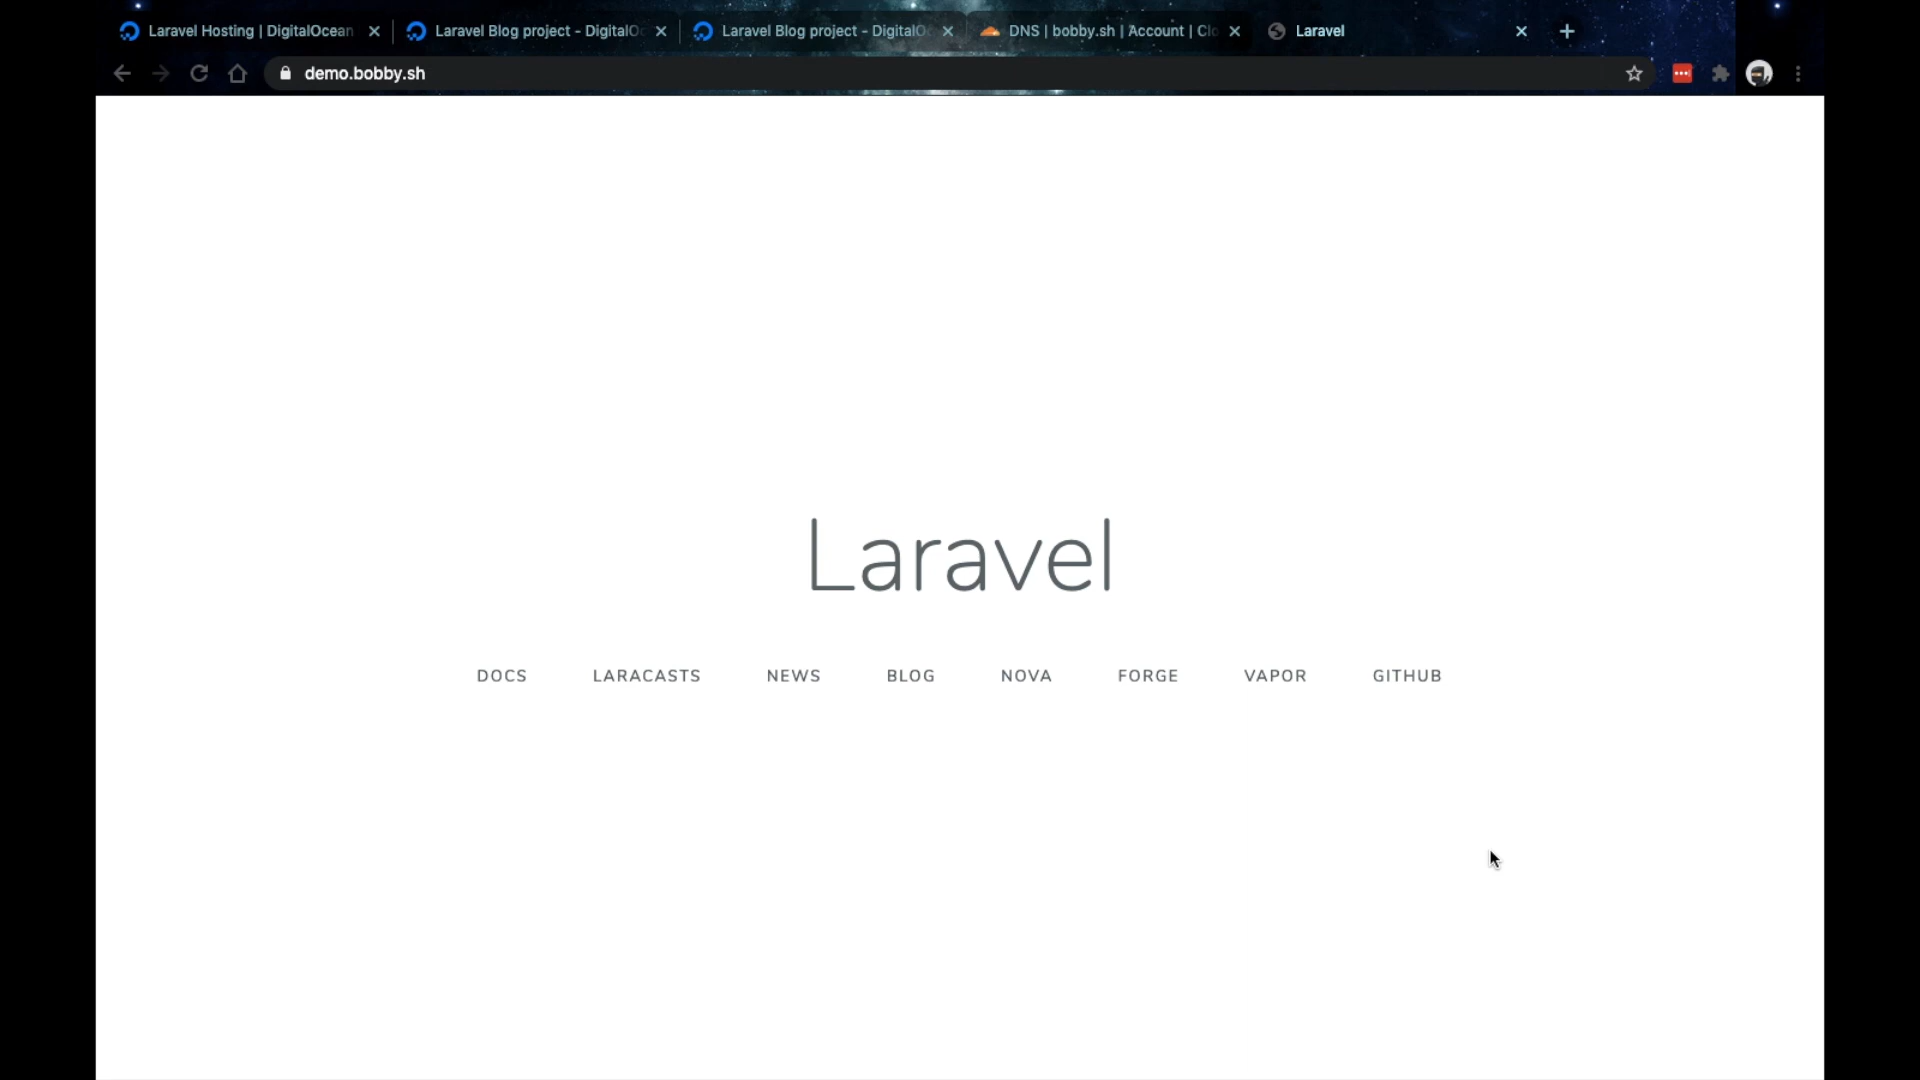 Laravel Hosting | DigitalOcean
Laravel Blog project - DigitalO
Laravel Blog project - DigitalO
DNS | bobby.sh | Account | Clo
Laravel
demo.bobby.sh
Laravel
DOCS LARACASTS NEWS BLOG NOVA FORGE VAPOR GITHUB